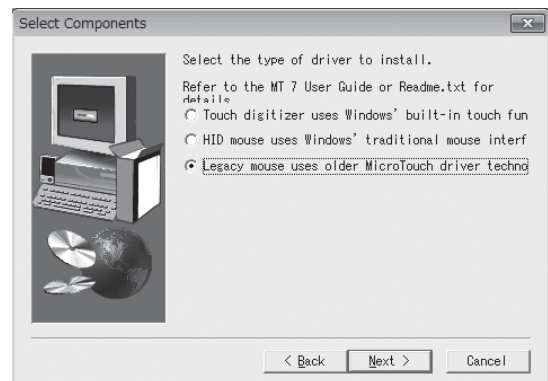 Select Components
Select the type of driver to install.
Refer to the MT 7 User Guide or Readme.txt for
details
Touch digitizer uses Windows' built-in touch fun
HID mouse uses Windows' traditional mouse interf
Legacy mouse uses older MicroTouch driver techno
< Back
Next >
Cancel